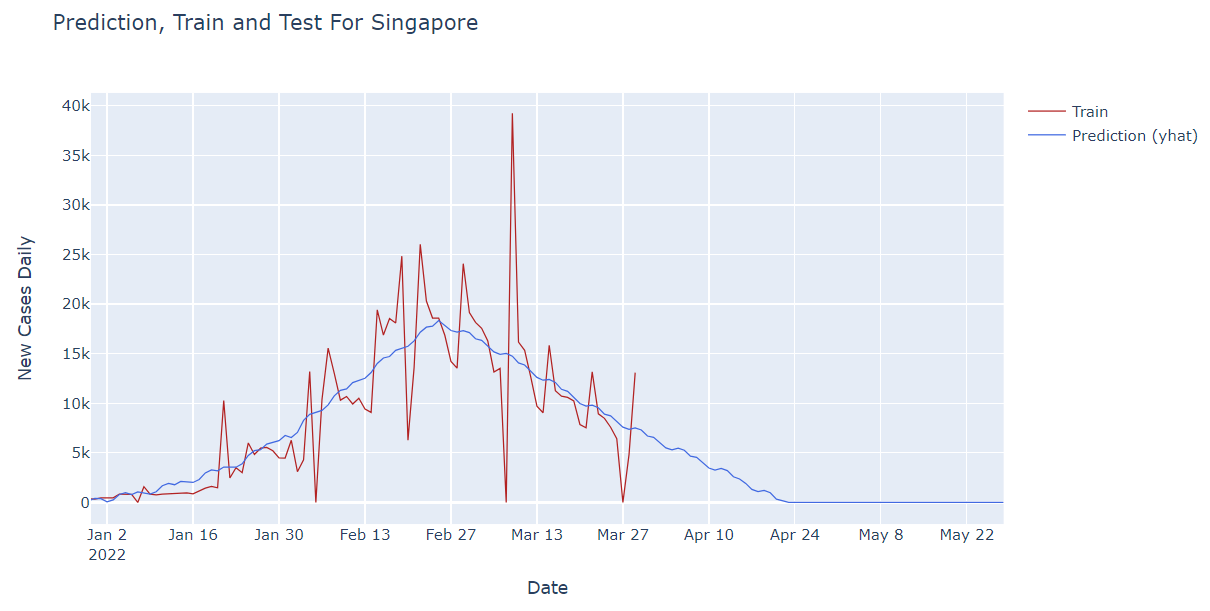 Prediction, Train and Test For Singapore
40k
35k
30k
25k
20k
15k
10k
5k
0
New Cases Daily
Jan 2
2022
Jan 16
Jan 30
Feb 13
Feb 27
Mar 13
Mar 27
Apr 10
Apr 24
May 8
May 22
Date
Train
Prediction (yhat)